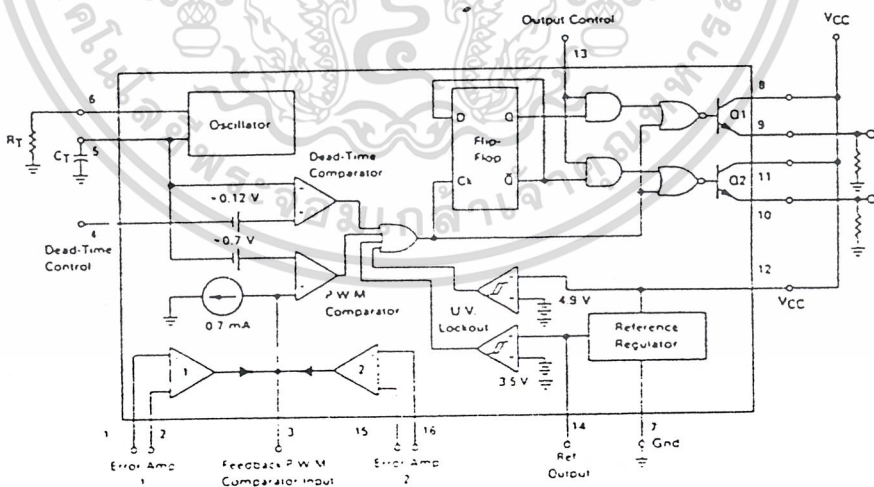 Output Control
VCC
13
6
8
RT
Oscillator
D
Q
Q1
5
Flip-
Flop
9
CT
Dead-Time
Comparator
11
Ck
Q̅
Q2
~0.12 V
10
4
~0.7 V
Dead-Time
Control
12
P.W.M
Comparator
U.V.
Lockout
4.9 V
VCC
0.7 mA
Reference
Regulator
3.5 V
1
2
1
2
3
15
16
14
7
Error Amp
1
Feedback P.W.M
Comparator Input
Error Amp
2
Ref
Output
Gnd